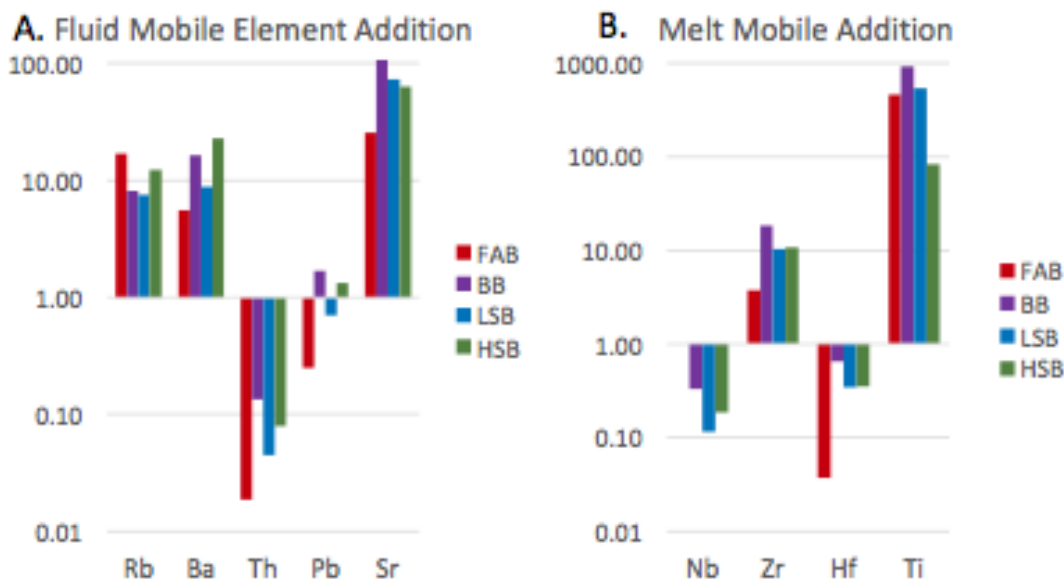 A. Fluid Mobile Element Addition
100.00
10.00
1.00
0.10
0.01
Rb Ba Th Pb Sr
FAB
BB
LSB
HSB
B. Melt Mobile Addition
1000.00
100.00
10.00
1.00
0.10
0.01
Nb Zr Hf Ti
FAB
BB
LSB
HSB